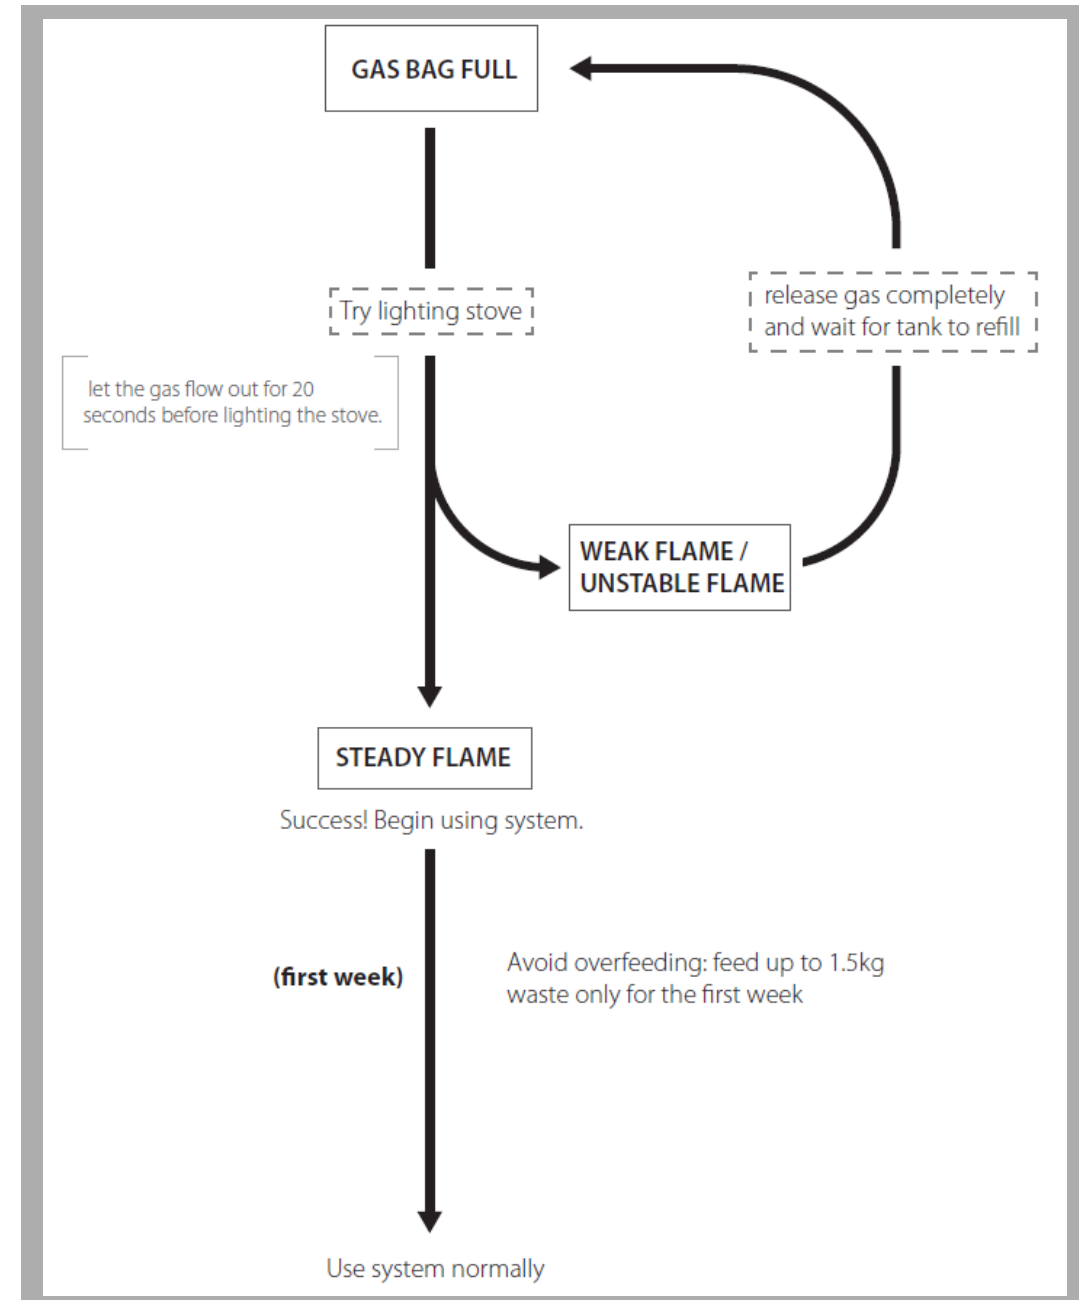 GAS BAG FULL
Try lighting stove
let the gas flow out for 20
seconds before lighting the stove.
release gas completely
and wait for tank to refill
WEAK FLAME /
UNSTABLE FLAME
STEADY FLAME
Success! Begin using system.
(first week)
Avoid overfeeding: feed up to 1.5kg
waste only for the first week
Use system normally